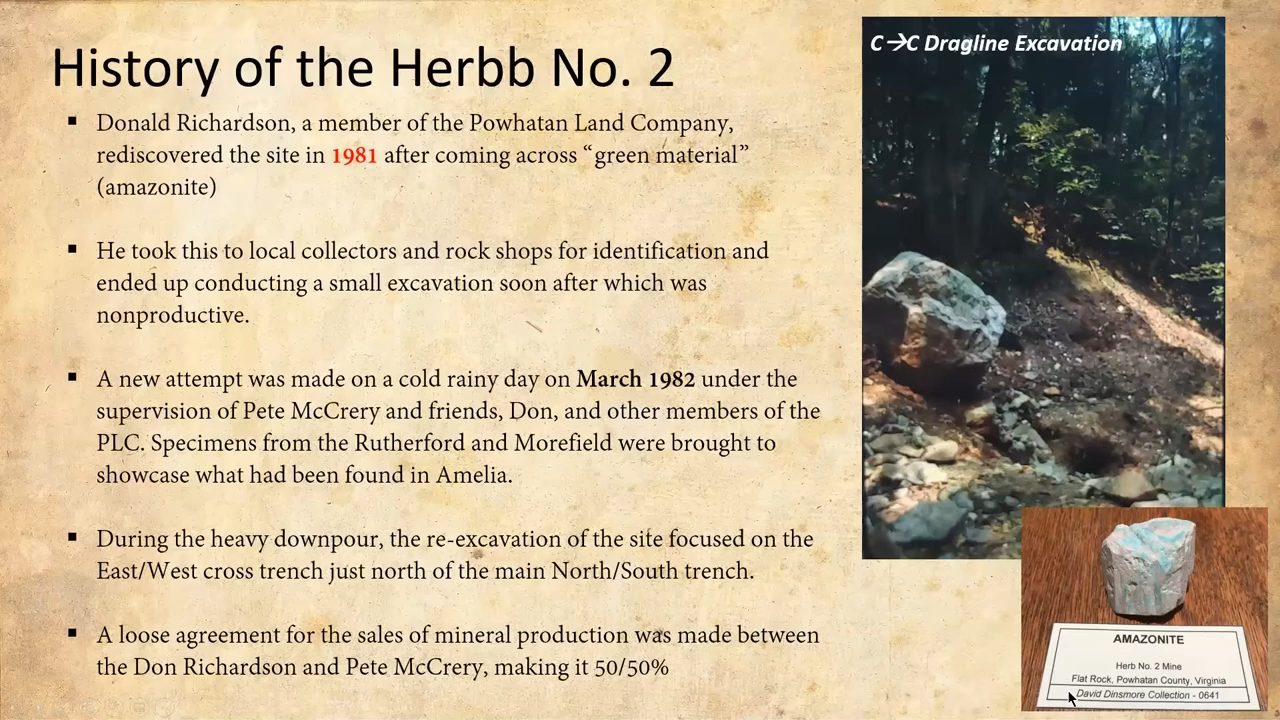 History of the Herbb No. 2
▪ Donald Richardson, a member of the Powhatan Land Company,
rediscovered the site in 1981 after coming across “green material”
(amazonite)
▪ He took this to local collectors and rock shops for identification and
ended up conducting a small excavation soon after which was
nonproductive.
▪ A new attempt was made on a cold rainy day on March 1982 under the
supervision of Pete McCrery and friends, Don, and other members of the
PLC. Specimens from the Rutherford and Morefield were brought to
showcase what had been found in Amelia.
▪ During the heavy downpour, the re-excavation of the site focused on the
East/West cross trench just north of the main North/South trench.
▪ A loose agreement for the sales of mineral production was made between
the Don Richardson and Pete McCrery, making it 50/50%
C→C Dragline Excavation
AMAZONITE
Herb No. 2 Mine
Flat Rock, Powhatan County, Virginia
David Dinsmore Collection - 0641